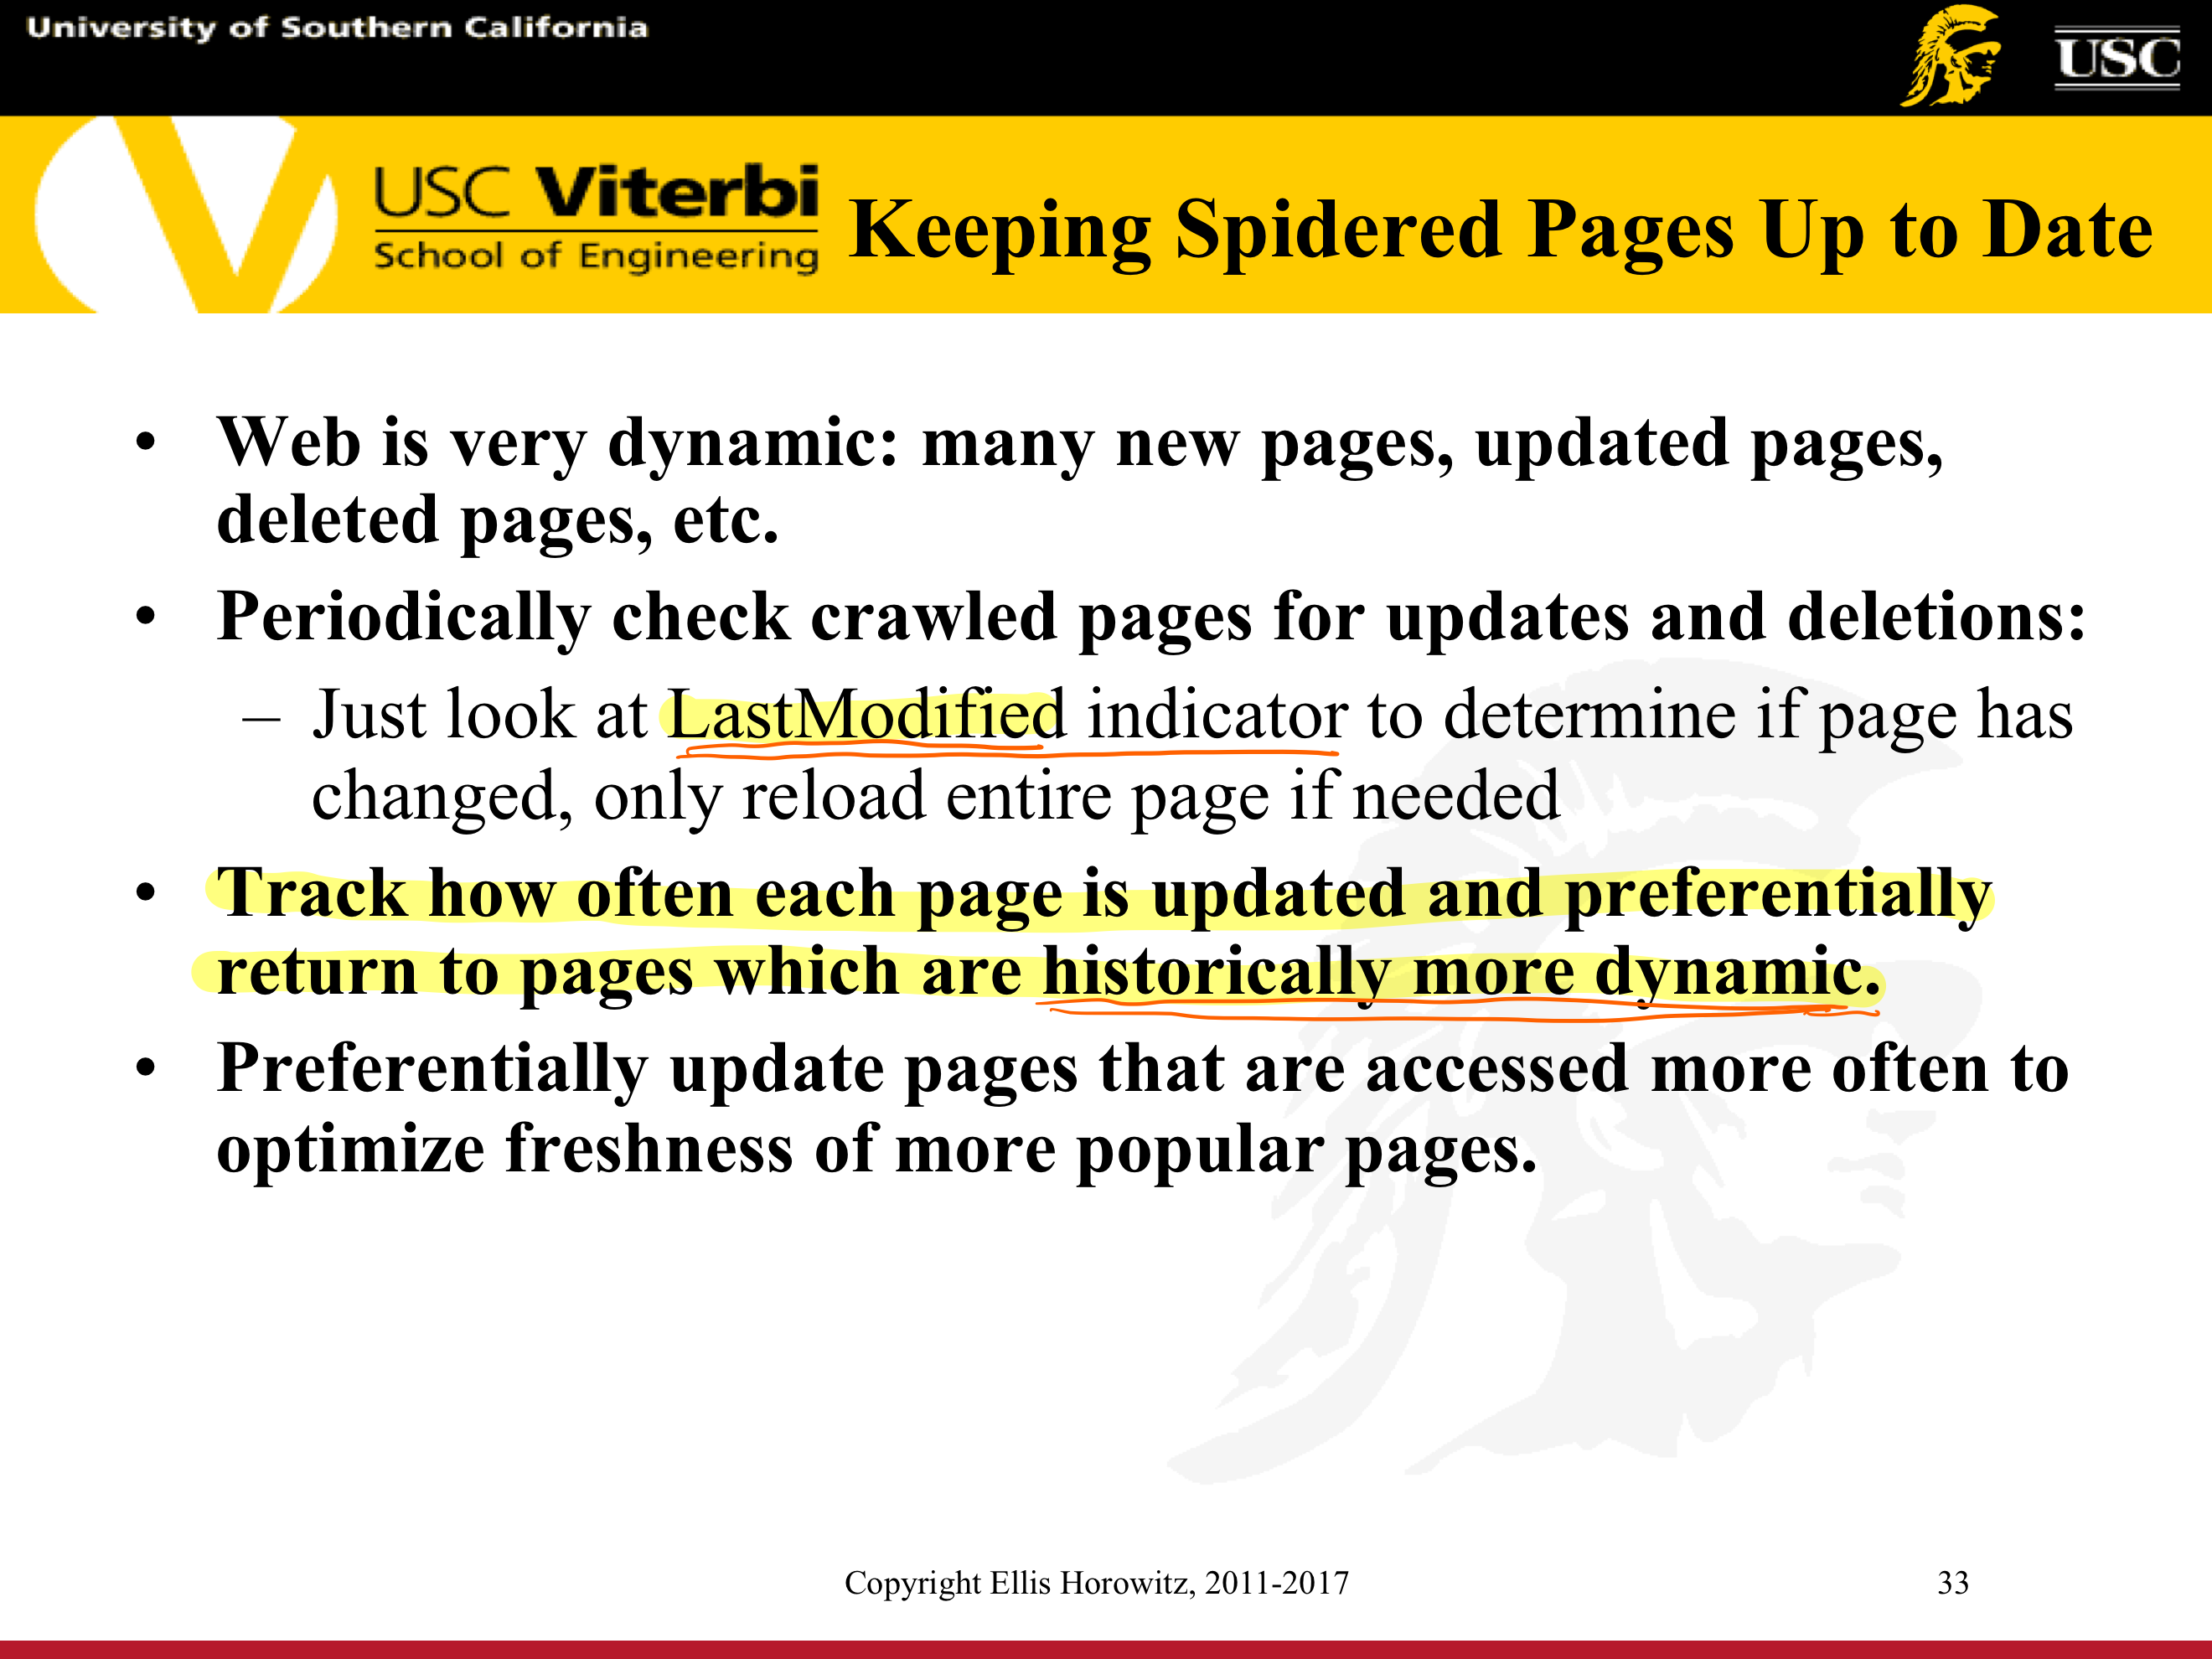 University of Southern California
USC
USC Viterbi
School of Engineering
Keeping Spidered Pages Up to Date
• Web is very dynamic: many new pages, updated pages,
deleted pages, etc.
• Periodically check crawled pages for updates and deletions:
– Just look at LastModified indicator to determine if page has
changed, only reload entire page if needed
• Track how often each page is updated and preferentially
return to pages which are historically more dynamic.
• Preferentially update pages that are accessed more often to
optimize freshness of more popular pages.
Copyright Ellis Horowitz, 2011-2017
33